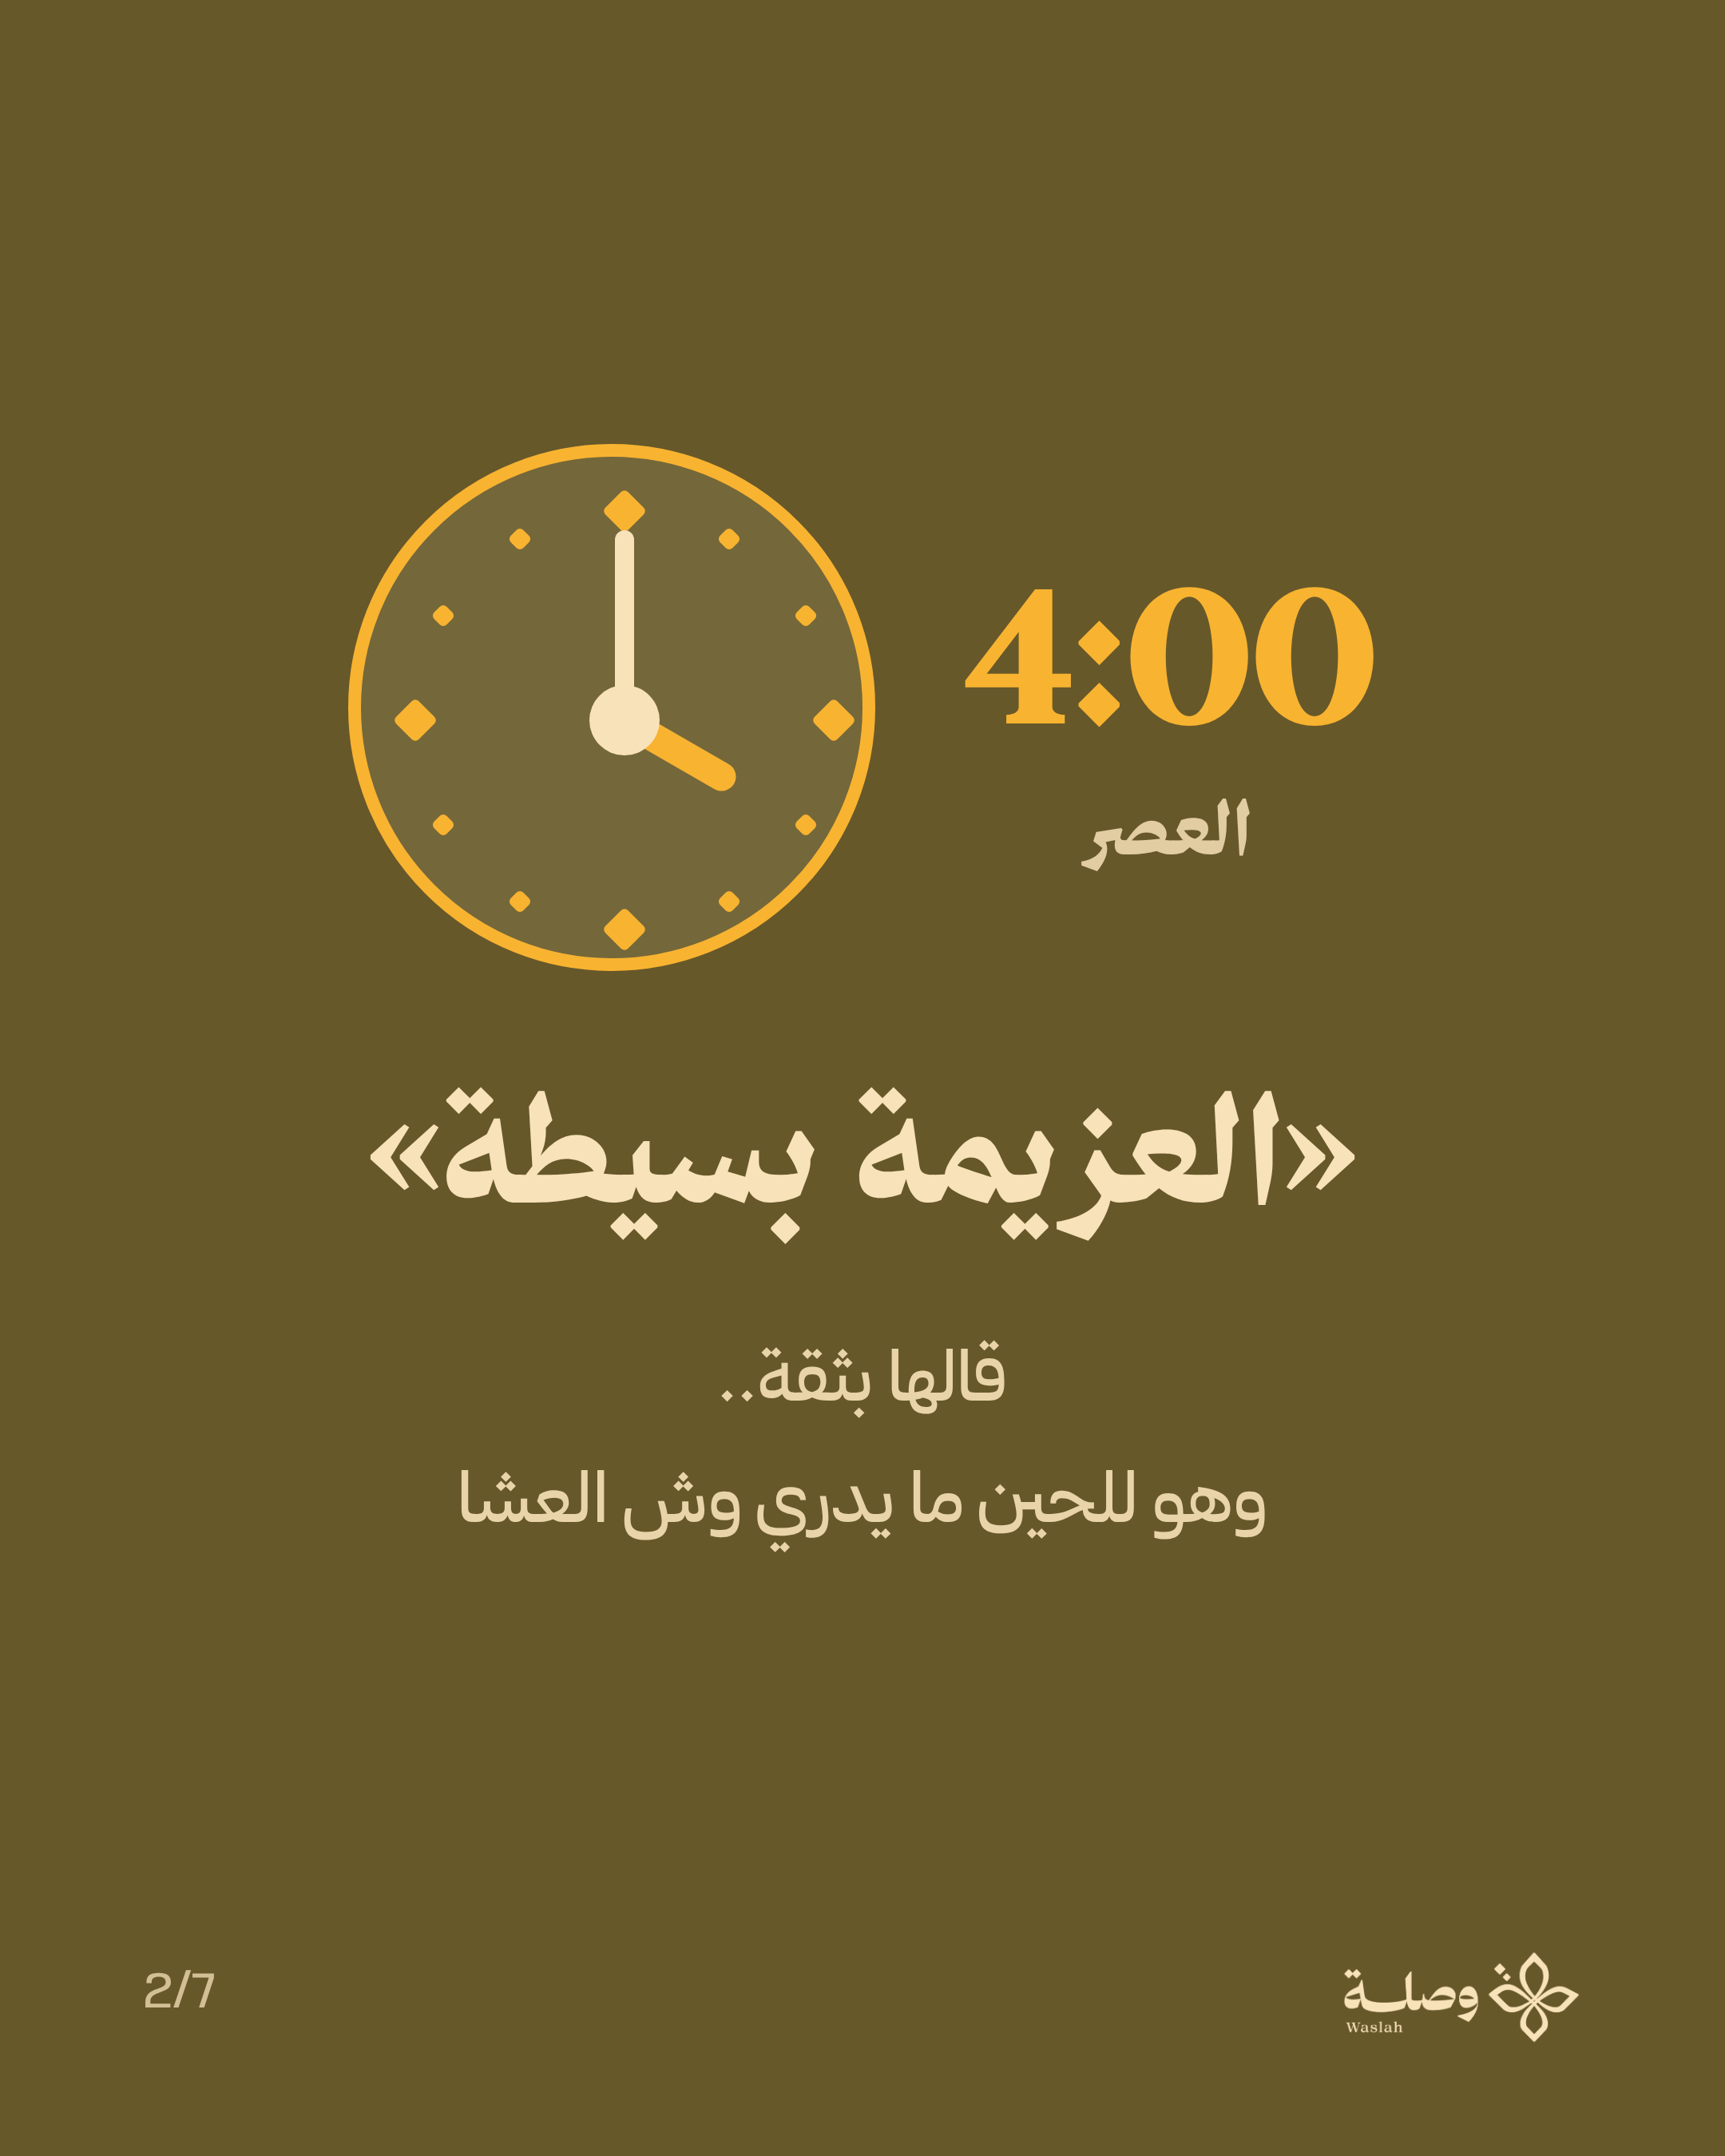 4:00
العصر
«العزيمة بسيطة»
قالها بثقة..
وهو للحين ما يدري وش العشا
وصلة
Waslah
2/7